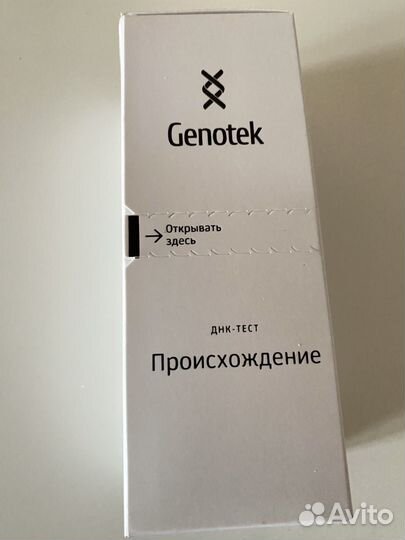 Genotek
Открывать
здесь
ДНК-ТЕСТ
Происхождение
Avito